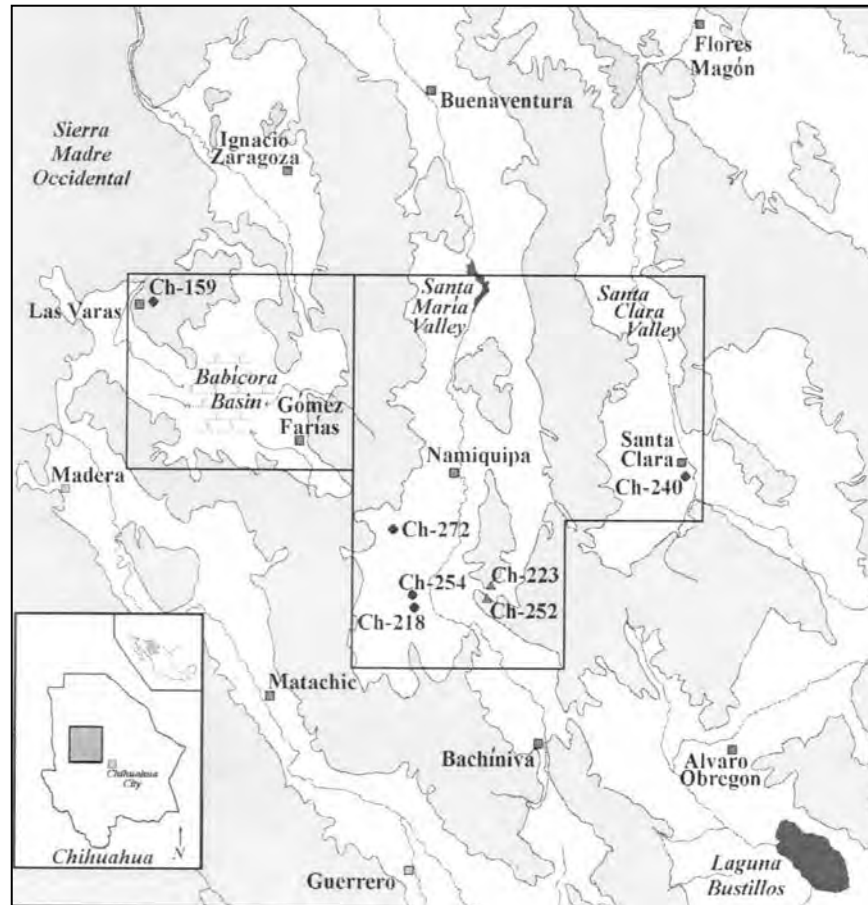 Flores
Magón
Buenaventura
Sierra
Madre
Occidental
Ignacio
Zaragoza
Ch-159
Las Varas
Santa
María
Valley
Santa
Clara
Valley
Babícora
Basin
Gómez
Farías
Namiquipa
Santa
Clara
Ch-240
Madera
Ch-272
Ch-254
Ch-223
Ch-252
Ch-218
Matachic
Bachíniva
Alvaro
Obregon
Chihuahua
City
N
Chihuahua
Guerrero
Laguna
Bustillos